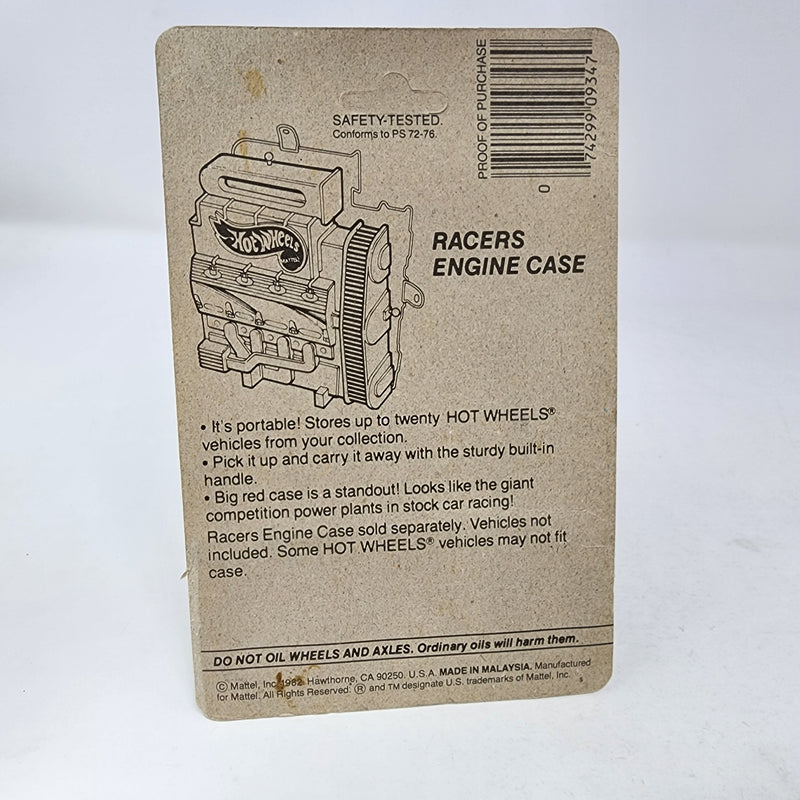 PROOF OF PURCHASE
74299 09347
0
SAFETY-TESTED.
Conforms to PS 72-76.
HOT WHEELS
MATTEL
RACERS
ENGINE CASE
• It's portable! Stores up to twenty HOT WHEELS®
vehicles from your collection.
• Pick it up and carry it away with the sturdy built-in
handle.
• Big red case is a standout! Looks like the giant
competition power plants in stock car racing!
Racers Engine Case sold separately. Vehicles not
included. Some HOT WHEELS® vehicles may not fit
case.
DO NOT OIL WHEELS AND AXLES. Ordinary oils will harm them.
© Mattel, Inc. 1982 Hawthorne, CA 90250. U.S.A. MADE IN MALAYSIA. Manufactured
for Mattel. All Rights Reserved. ® and TM designate U.S. trademarks of Mattel, Inc.